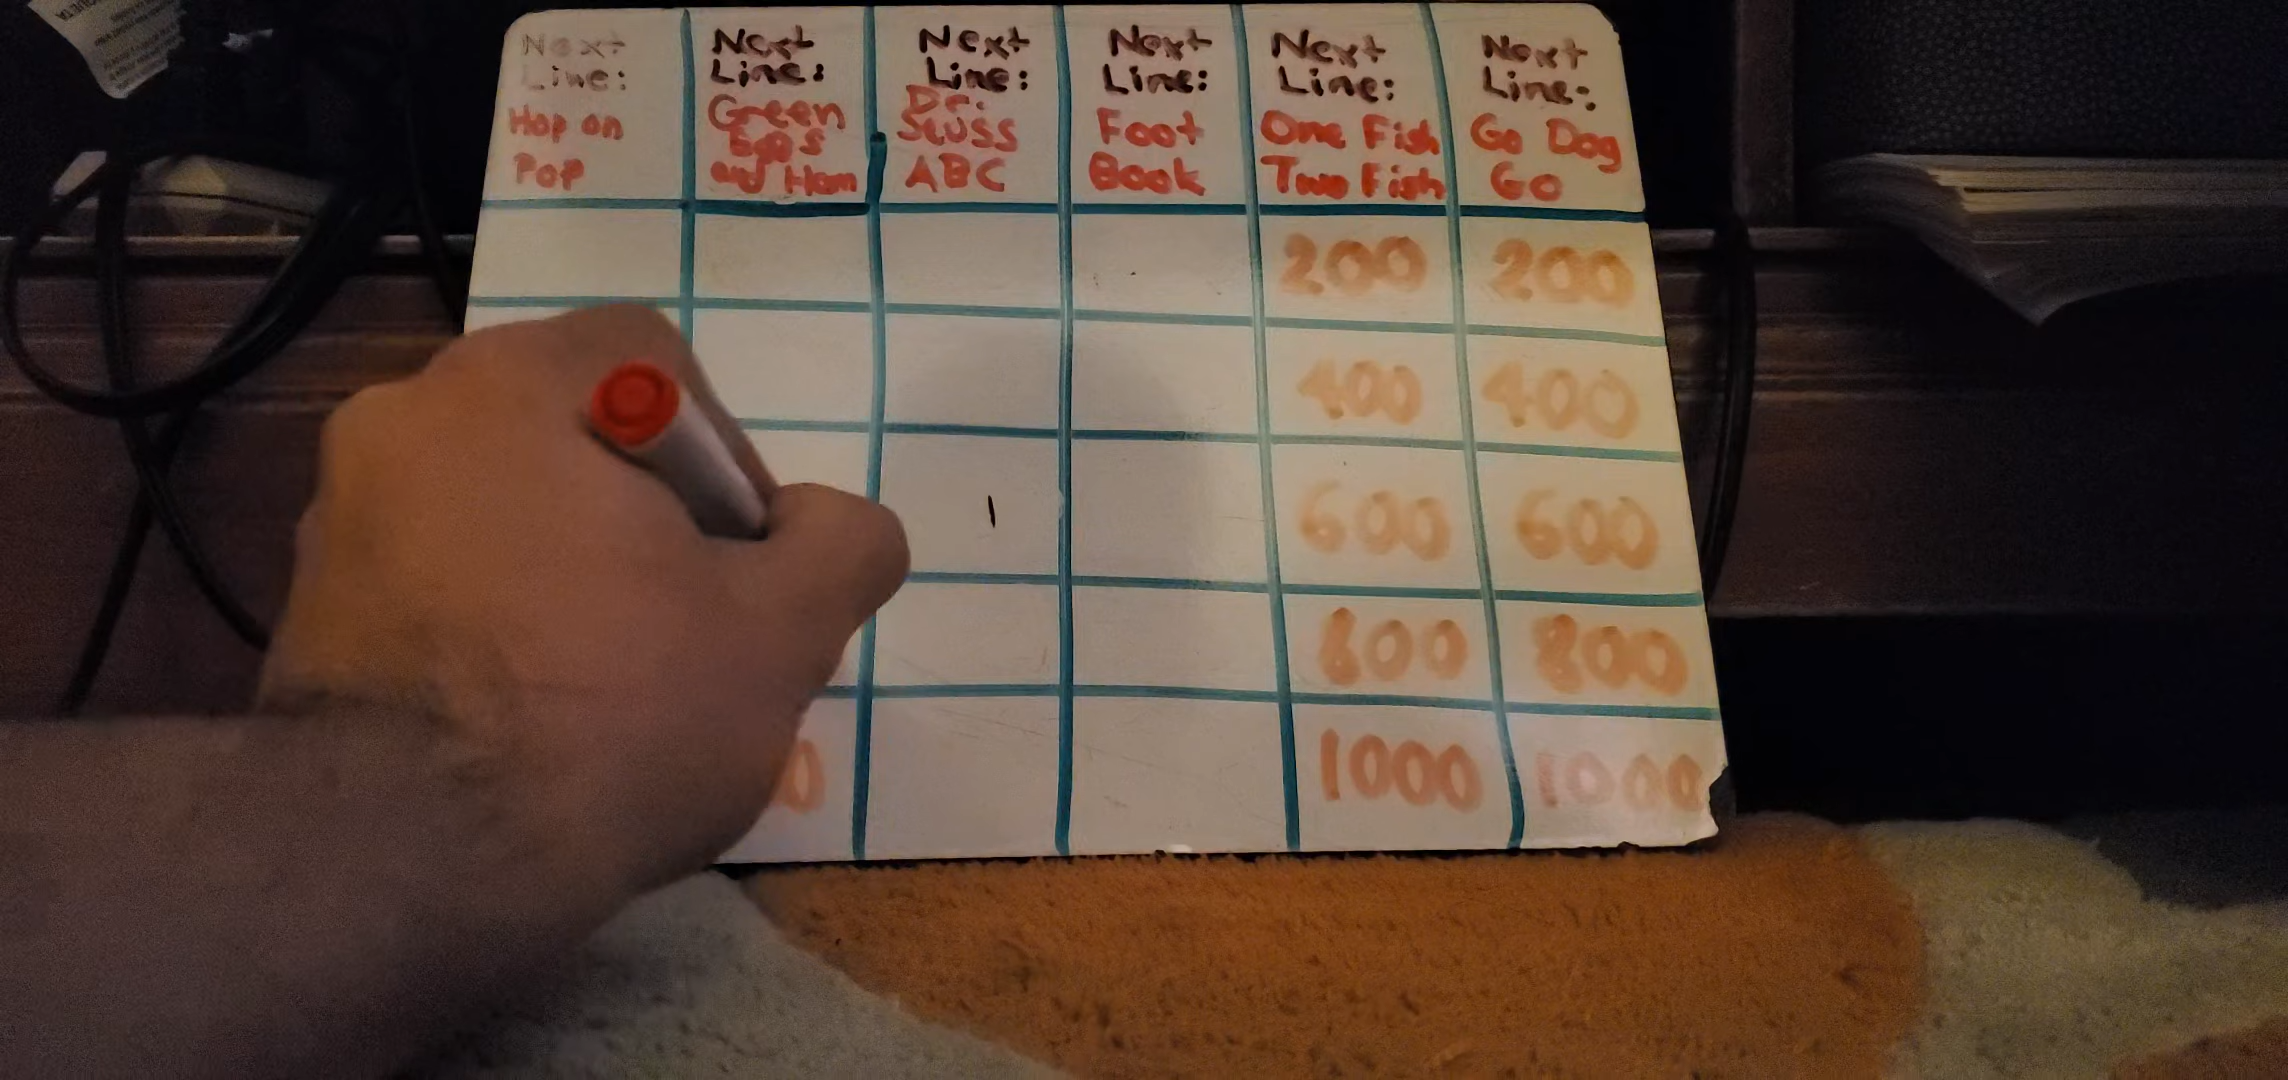 Next Line: Hop on Pop
Next Line: Green Eggs and Ham
Next Line: Dr. Seuss ABC
Next Line: Foot Book
Next Line: One Fish Two Fish
Next Line: Go Dog Go
200 200
400 400
600 600
800 800
0 1000 1000